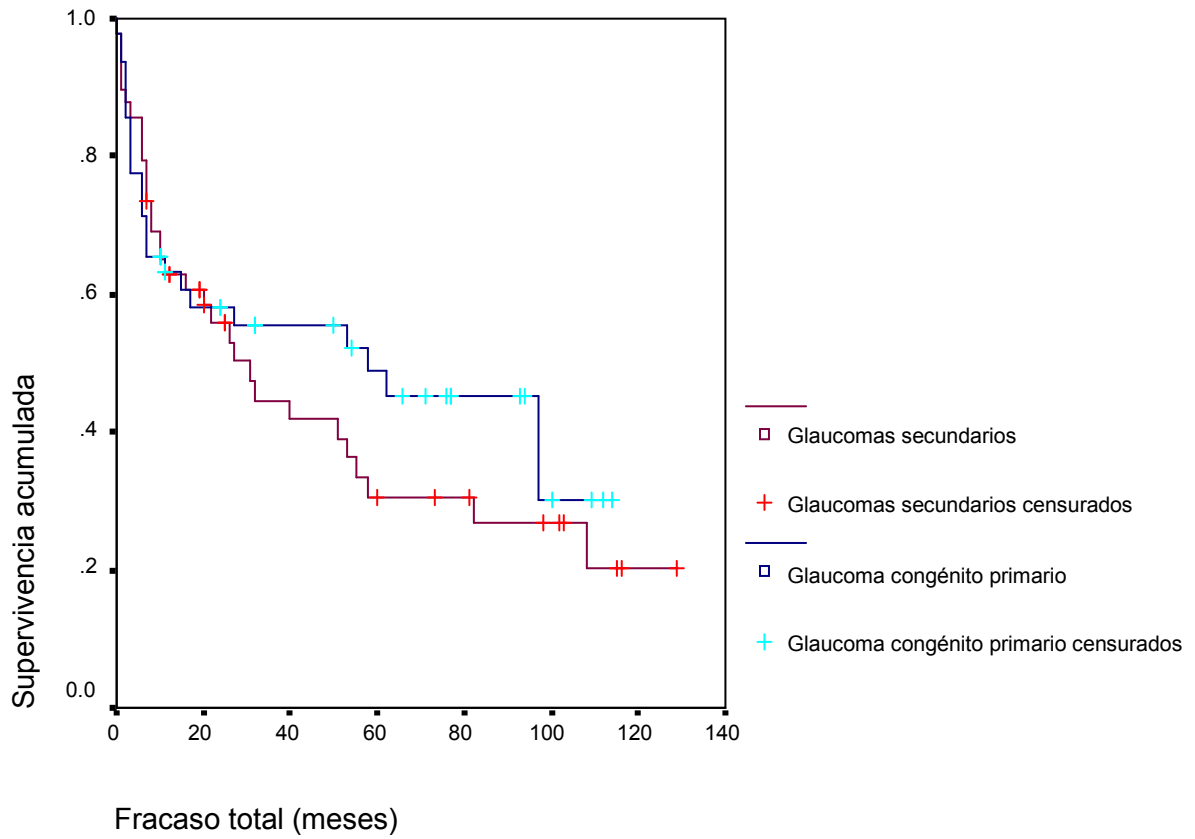 1.0
.8
.6
.4
.2
0.0
Supervivencia acumulada
0 20 40 60 80 100 120 140
Fracaso total (meses)
Glaucomas secundarios
Glaucomas secundarios censurados
Glaucoma congénito primario
Glaucoma congénito primario censurados